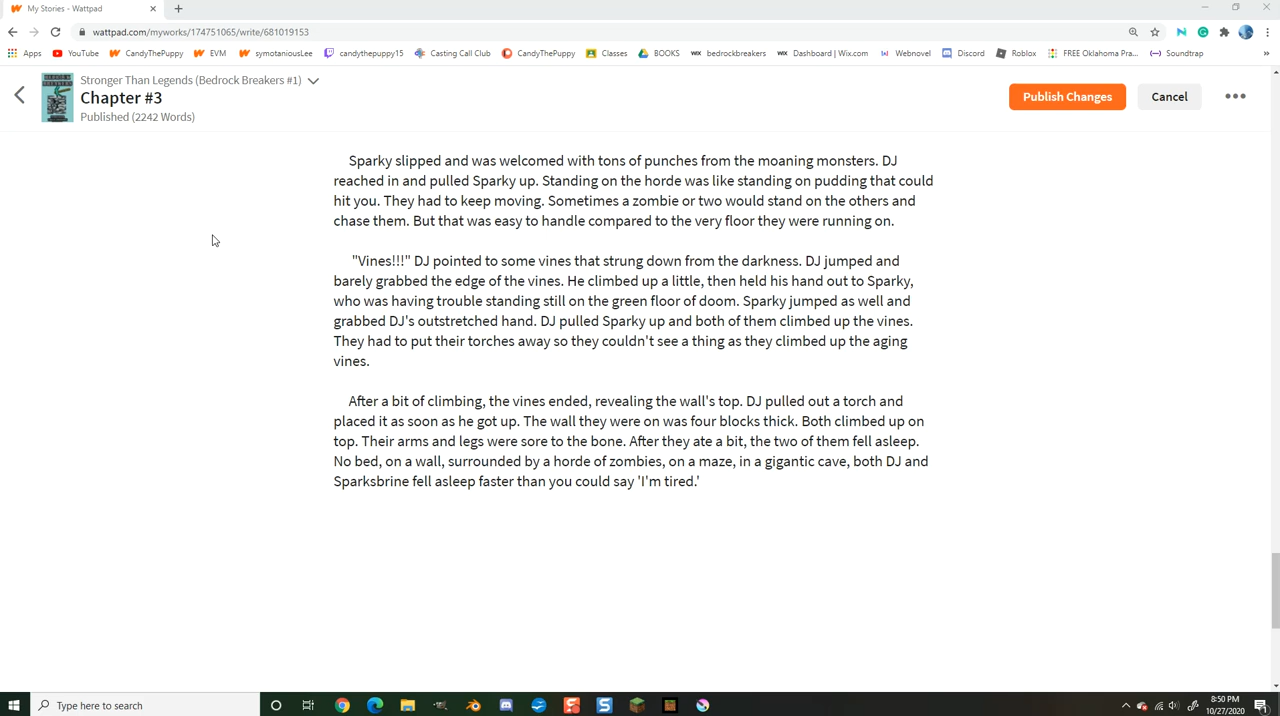 My Stories - Wattpad
wattpad.com/myworks/174751065/write/681019153
Apps YouTube CandyThePuppy EVM symotaniousLee candythepuppy15 Casting Call Club CandyThePuppy Classes BOOKS bedrockbreakers Dashboard | Wix.com Webnovel Discord Roblox FREE Oklahoma Pra... Soundtrap
Stronger Than Legends (Bedrock Breakers #1)
Chapter #3
Published (2242 Words)
Publish Changes
Cancel
Sparky slipped and was welcomed with tons of punches from the moaning monsters. DJ
reached in and pulled Sparky up. Standing on the horde was like standing on pudding that could
hit you. They had to keep moving. Sometimes a zombie or two would stand on the others and
chase them. But that was easy to handle compared to the very floor they were running on.
"Vines!!!" DJ pointed to some vines that strung down from the darkness. DJ jumped and
barely grabbed the edge of the vines. He climbed up a little, then held his hand out to Sparky,
who was having trouble standing still on the green floor of doom. Sparky jumped as well and
grabbed DJ's outstretched hand. DJ pulled Sparky up and both of them climbed up the vines.
They had to put their torches away so they couldn't see a thing as they climbed up the aging
vines.
After a bit of climbing, the vines ended, revealing the wall's top. DJ pulled out a torch and
placed it as soon as he got up. The wall they were on was four blocks thick. Both climbed up on
top. Their arms and legs were sore to the bone. After they ate a bit, the two of them fell asleep.
No bed, on a wall, surrounded by a horde of zombies, on a maze, in a gigantic cave, both DJ and
Sparksbrine fell asleep faster than you could say 'I'm tired.'
Type here to search
8:50 PM
10/27/2020